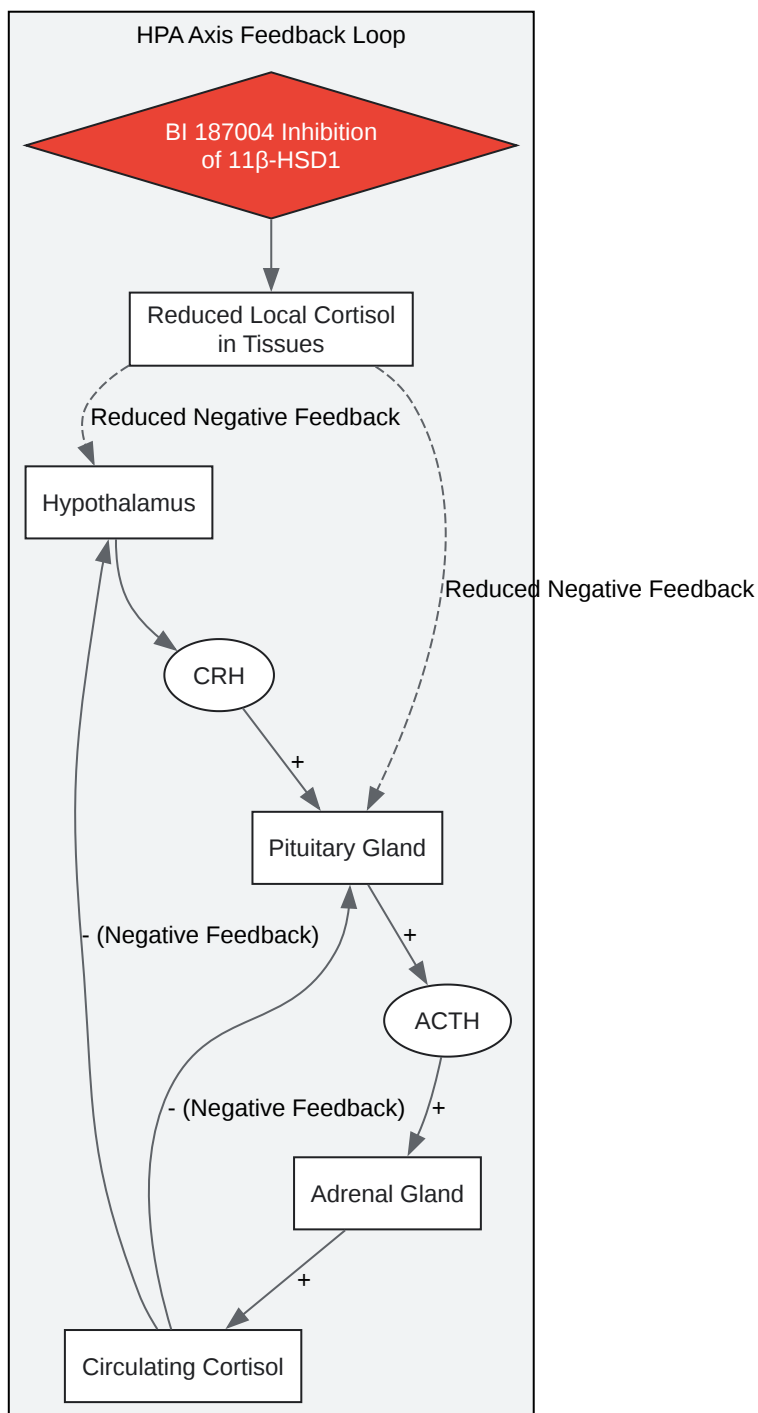 HPA Axis Feedback Loop
BI 187004 Inhibition
of 11β-HSD1
Reduced Local Cortisol
in Tissues
Reduced Negative Feedback
Hypothalamus
Reduced Negative Feedback
CRH
+
Pituitary Gland
- (Negative Feedback)
+
ACTH
- (Negative Feedback)
+
Adrenal Gland
+
Circulating Cortisol